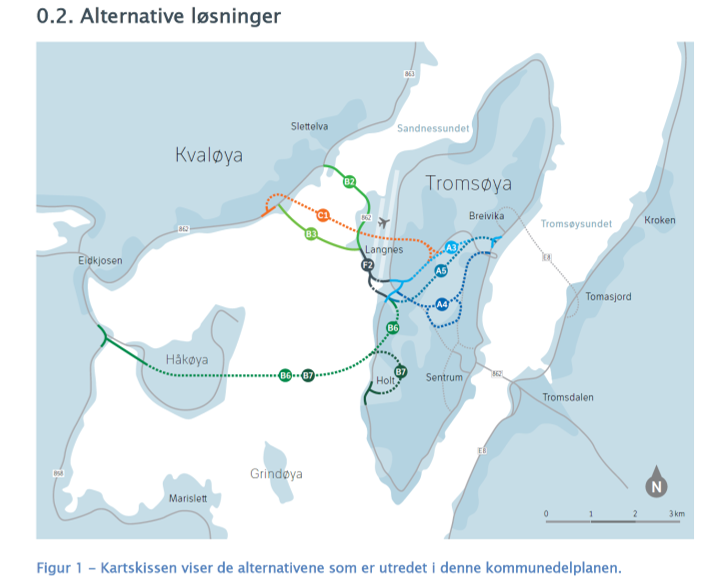 0.2. Alternative løsninger
863
Slettelva
Sandnessundet
Kvaløya
B2
Tromsøya
C1
862
Breivika
862
B3
Tromsøysundet
Kroken
Langnes
A3
Eidkjosen
F2
A5
E8
Tomasjord
A4
B6
Håkøya
B6
B7
Holt
B7
Sentrum
862
Tromsdalen
E8
858
Grindøya
Marislett
N
0 1 2 3 km
Figur 1 – Kartskissen viser de alternativene som er utredet i denne kommunedelplanen.